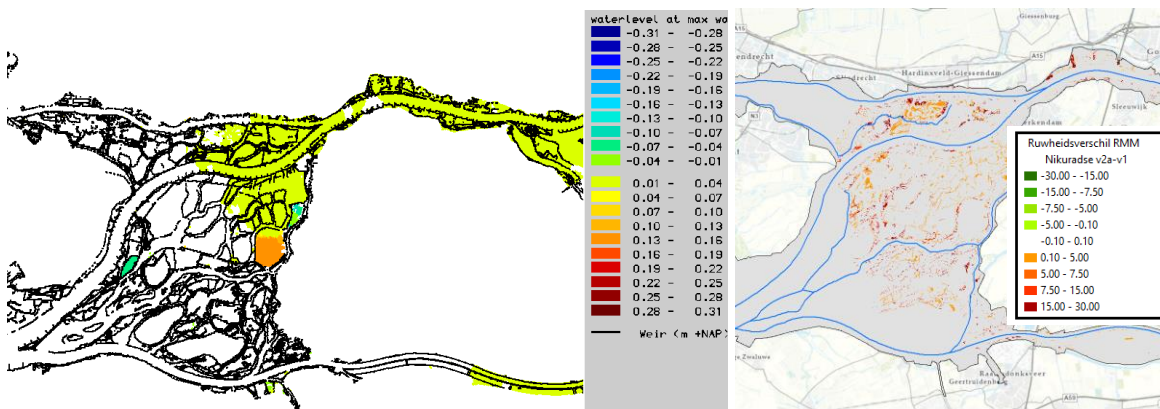 waterlevel at max wa
-0.31 - -0.28
-0.28 - -0.25
-0.25 - -0.22
-0.22 - -0.19
-0.19 - -0.16
-0.16 - -0.13
-0.13 - -0.10
-0.10 - -0.07
-0.07 - -0.04
-0.04 - -0.01
0.01 - 0.04
0.04 - 0.07
0.07 - 0.10
0.10 - 0.13
0.13 - 0.16
0.16 - 0.19
0.19 - 0.22
0.22 - 0.25
0.25 - 0.28
0.28 - 0.31
Weir (m +NAP)
Giessenburg
A15
A15
endrecht
Hardinxveld-Giessendam
Go
Sleeuwijk
erkendam
N3
Ruwheidsverschil RMM
Nikuradse v2a-v1
-30.00 - -15.00
-15.00 - -7.50
-7.50 - -5.00
-5.00 - -0.10
-0.10 - 0.10
0.10 - 5.00
5.00 - 7.50
7.50 - 15.00
15.00 - 30.00
Zwaluwe
Geertruidenberg
A59